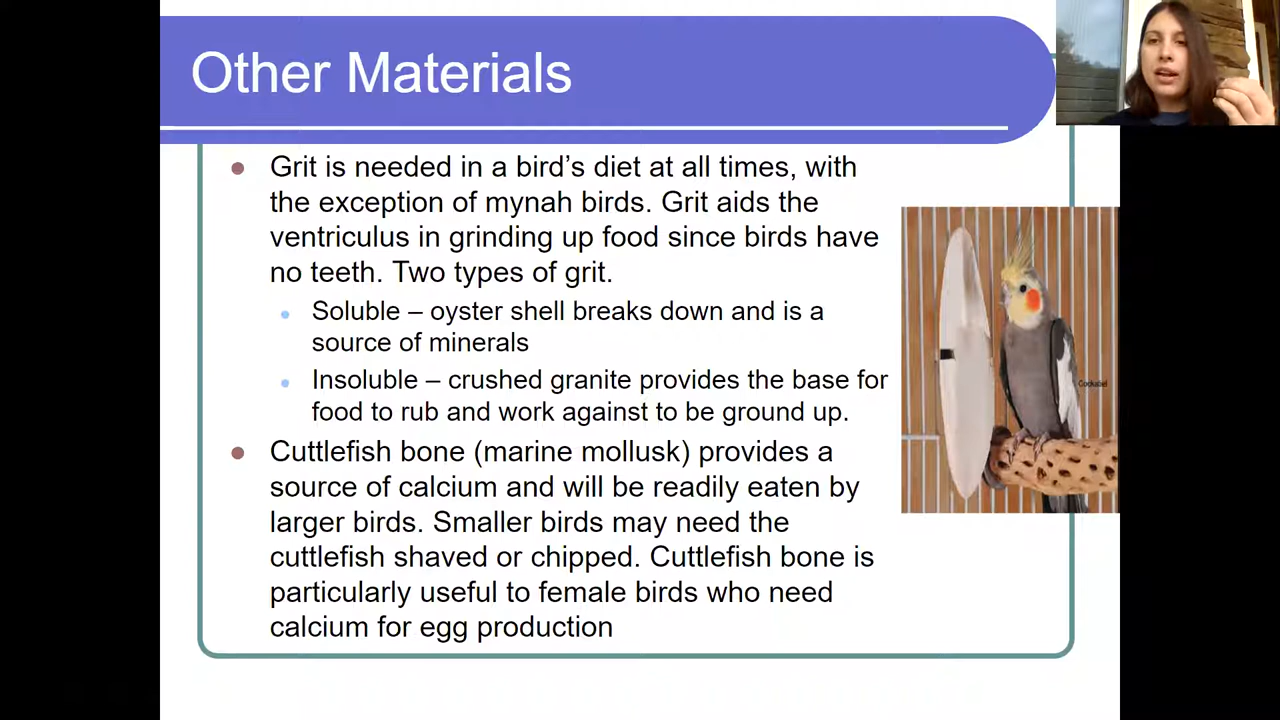 Other Materials
Grit is needed in a bird’s diet at all times, with
the exception of mynah birds. Grit aids the
ventriculus in grinding up food since birds have
no teeth. Two types of grit.
Soluble – oyster shell breaks down and is a
source of minerals
Insoluble – crushed granite provides the base for
food to rub and work against to be ground up.
Cuttlefish bone (marine mollusk) provides a
source of calcium and will be readily eaten by
larger birds. Smaller birds may need the
cuttlefish shaved or chipped. Cuttlefish bone is
particularly useful to female birds who need
calcium for egg production